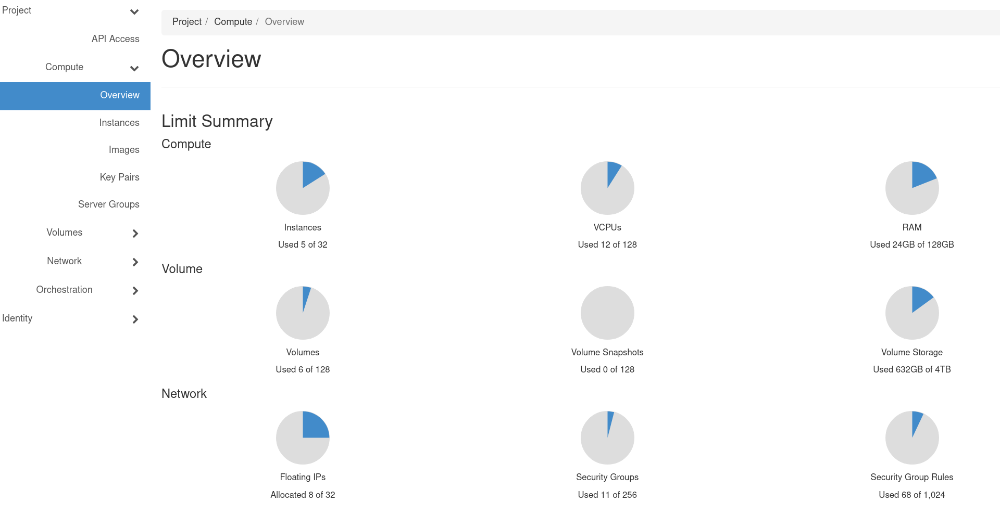 Project
API Access
Compute
Overview
Instances
Images
Key Pairs
Server Groups
Volumes
Network
Orchestration
Identity
Project / Compute / Overview
Overview
Limit Summary
Compute
Instances
Used 5 of 32
VCPUs
Used 12 of 128
RAM
Used 24GB of 128GB
Volume
Volumes
Used 6 of 128
Volume Snapshots
Used 0 of 128
Volume Storage
Used 632GB of 4TB
Network
Floating IPs
Allocated 8 of 32
Security Groups
Used 11 of 256
Security Group Rules
Used 68 of 1,024